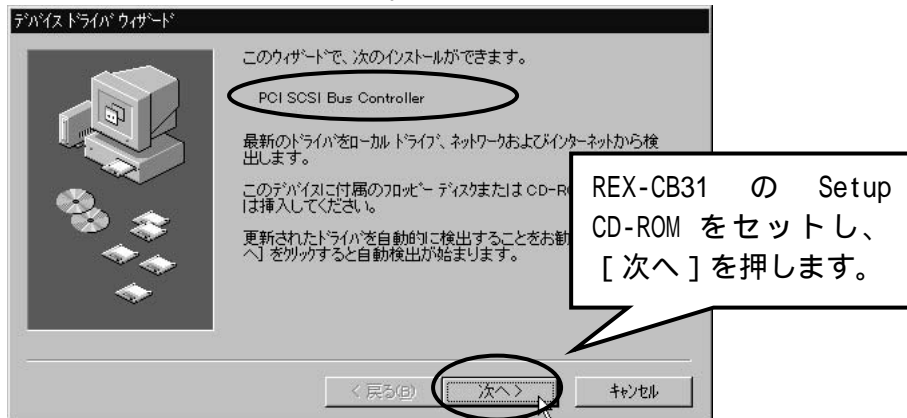 デバイス ドライバ ウィザード
このウィザードで、次のインストールができます。
PCI SCSI Bus Controller
最新のドライバをローカル ドライブ、ネットワークおよびインターネットから検
出します。
このデバイスに付属のフロッピー ディスクまたは CD-R
は挿入してください。
更新されたドライバを自動的に検出することをお勧
へ] をクリックすると自動検出が始まります。
REX-CB31 の Setup
CD-ROM をセットし、
[ 次へ ] を押します。
< 戻る(B)
次へ >
キャンセル